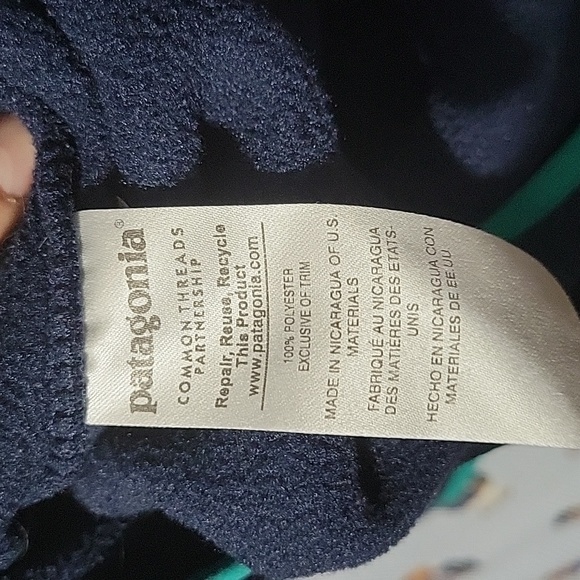 patagonia®
COMMON THREADS
PARTNERSHIP
Repair, Reuse, Recycle
This Product
www.patagonia.com
100% POLYESTER
EXCLUSIVE OF TRIM
MADE IN NICARAGUA OF U.S.
MATERIALS
FABRIQUÉ AU NICARAGUA
DES MATIÈRES DES ETATS-
UNIS
HECHO EN NICARAGUA CON
MATERIALES DE EE.UU.